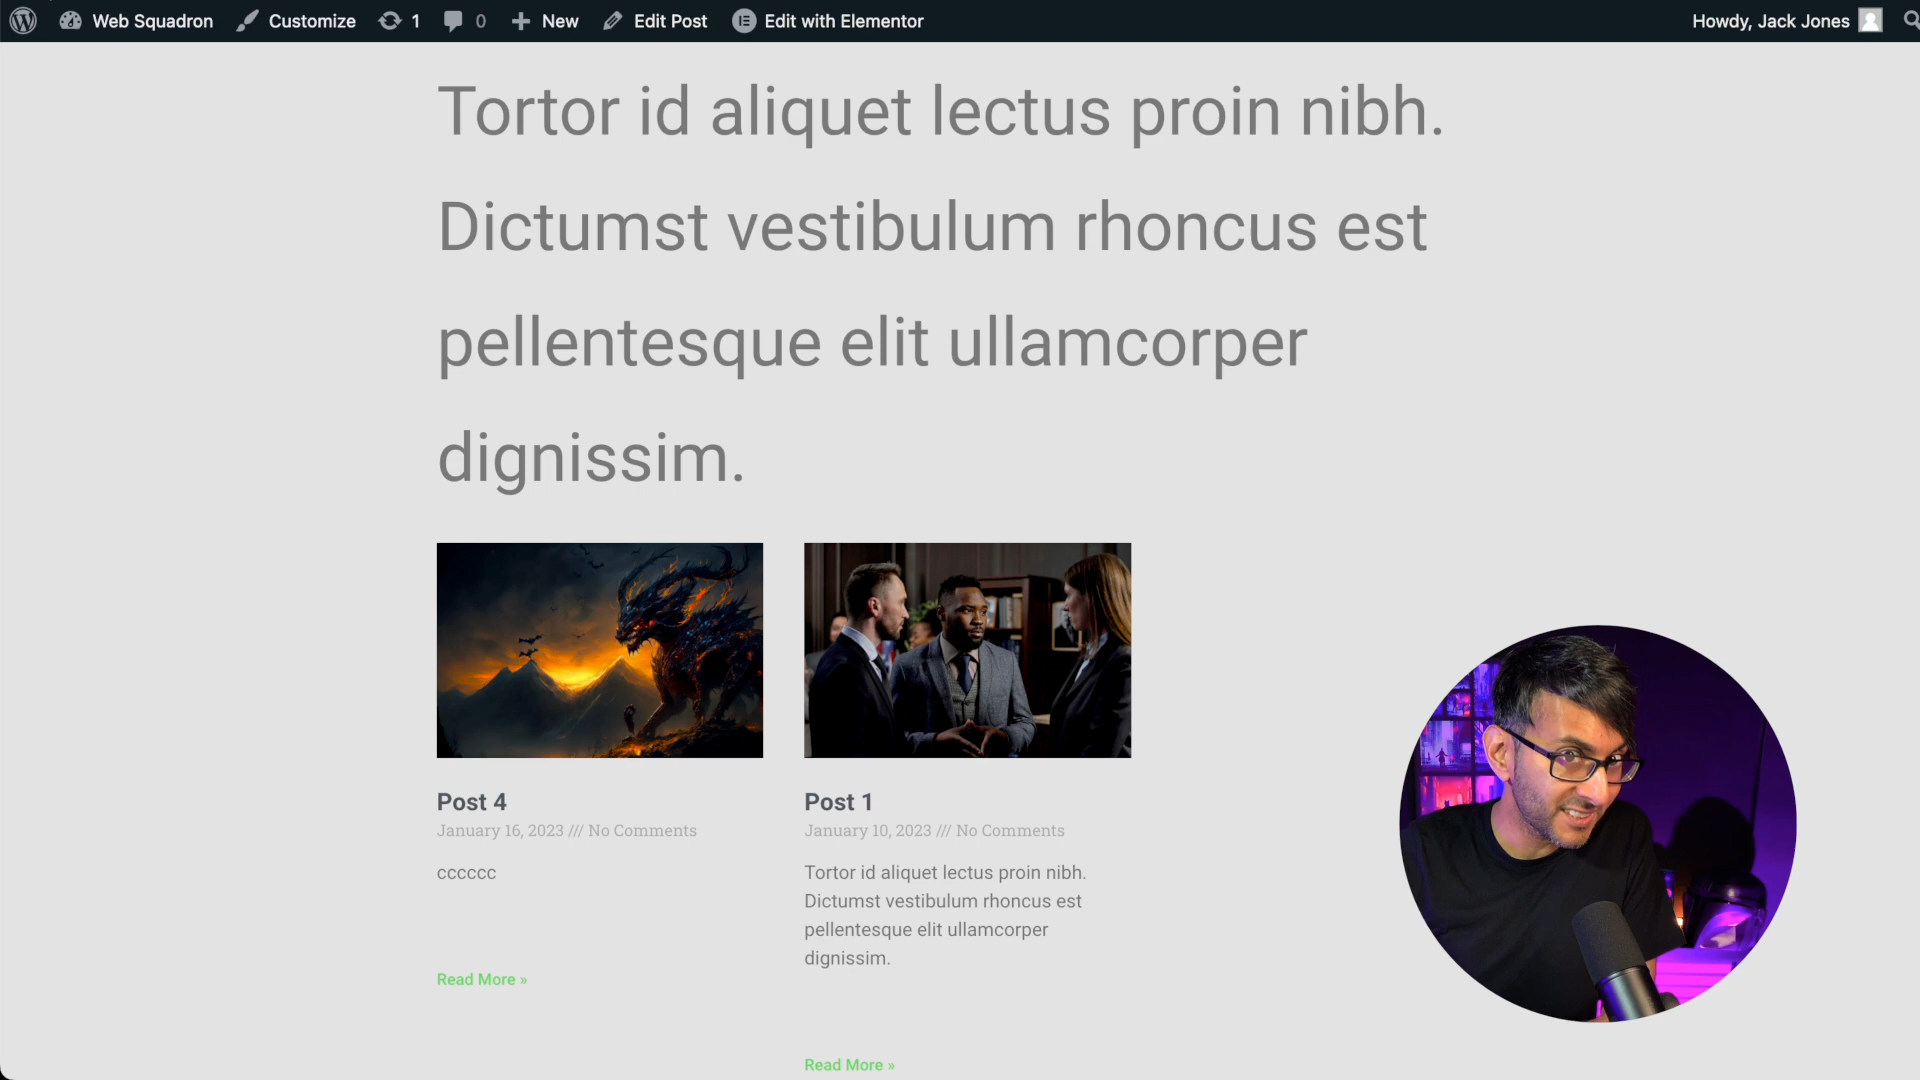 Web Squadron Customize 1 0 New Edit Post Edit with Elementor Howdy, Jack Jones
Tortor id aliquet lectus proin nibh.
Dictumst vestibulum rhoncus est
pellentesque elit ullamcorper
dignissim.
Post 4
January 16, 2023 /// No Comments
cccccc
Read More »
Post 1
January 10, 2023 /// No Comments
Tortor id aliquet lectus proin nibh.
Dictumst vestibulum rhoncus est
pellentesque elit ullamcorper
dignissim.
Read More »